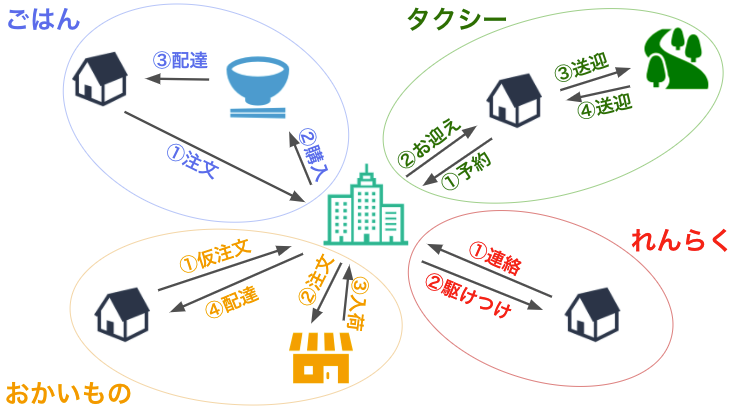 ごはん
③配達
①注文
②購入
タクシー
③送迎
④送迎
②お迎え
①予約
おかいもの
①仮注文
④配達
②注文
③入荷
れんらく
①連絡
②駆けつけ